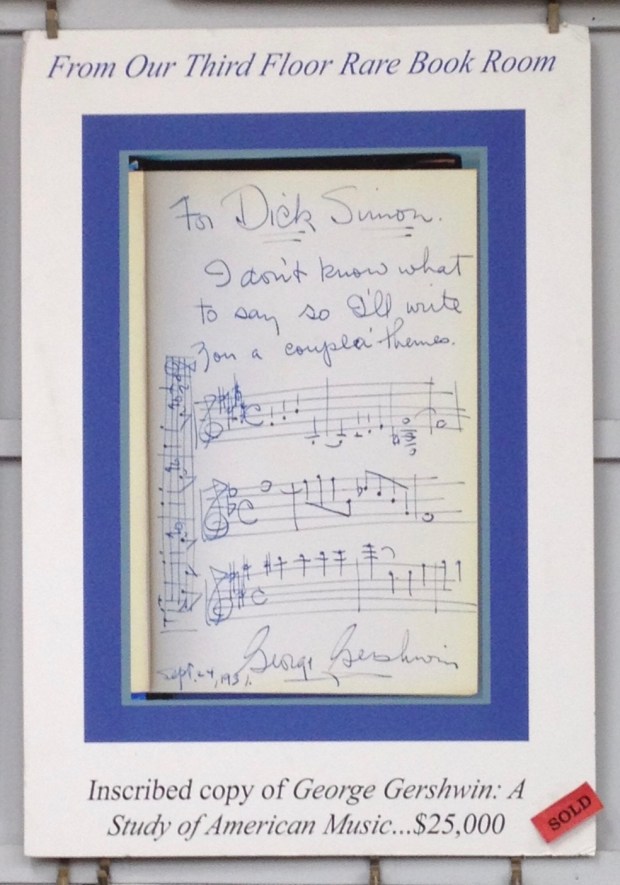 From Our Third Floor Rare Book Room
For Dick Simon.
I don't know what
to say so I'll write
you a coupla' themes.
George Gershwin
Sept. 24, 1931.
Inscribed copy of George Gershwin: A
Study of American Music...$25,000
SOLD